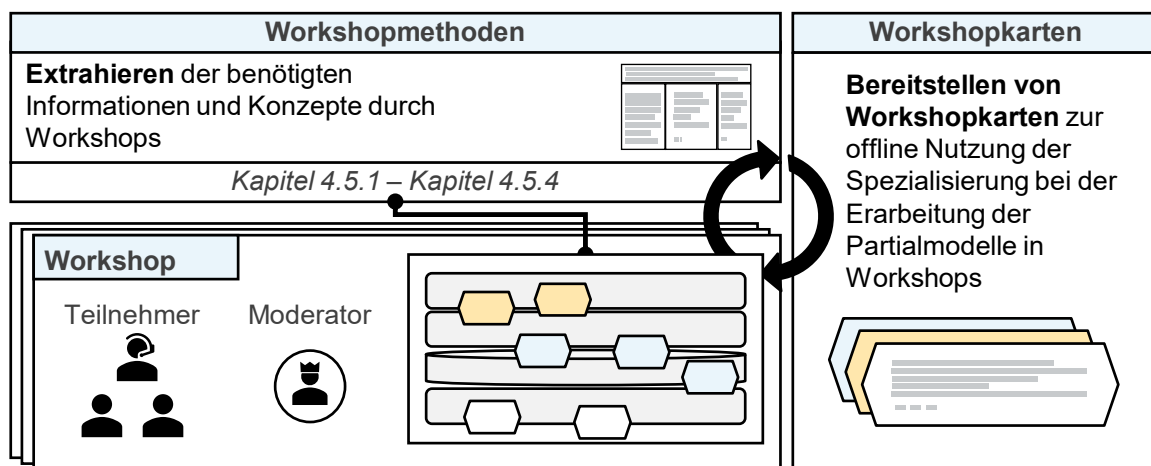 Workshopmethoden
Extrahieren der benötigten
Informationen und Konzepte durch
Workshops
Kapitel 4.5.1 – Kapitel 4.5.4
Workshop
Teilnehmer
Moderator
Workshopkarten
Bereitstellen von
Workshopkarten zur
offline Nutzung der
Spezialisierung bei der
Erarbeitung der
Partialmodelle in
Workshops